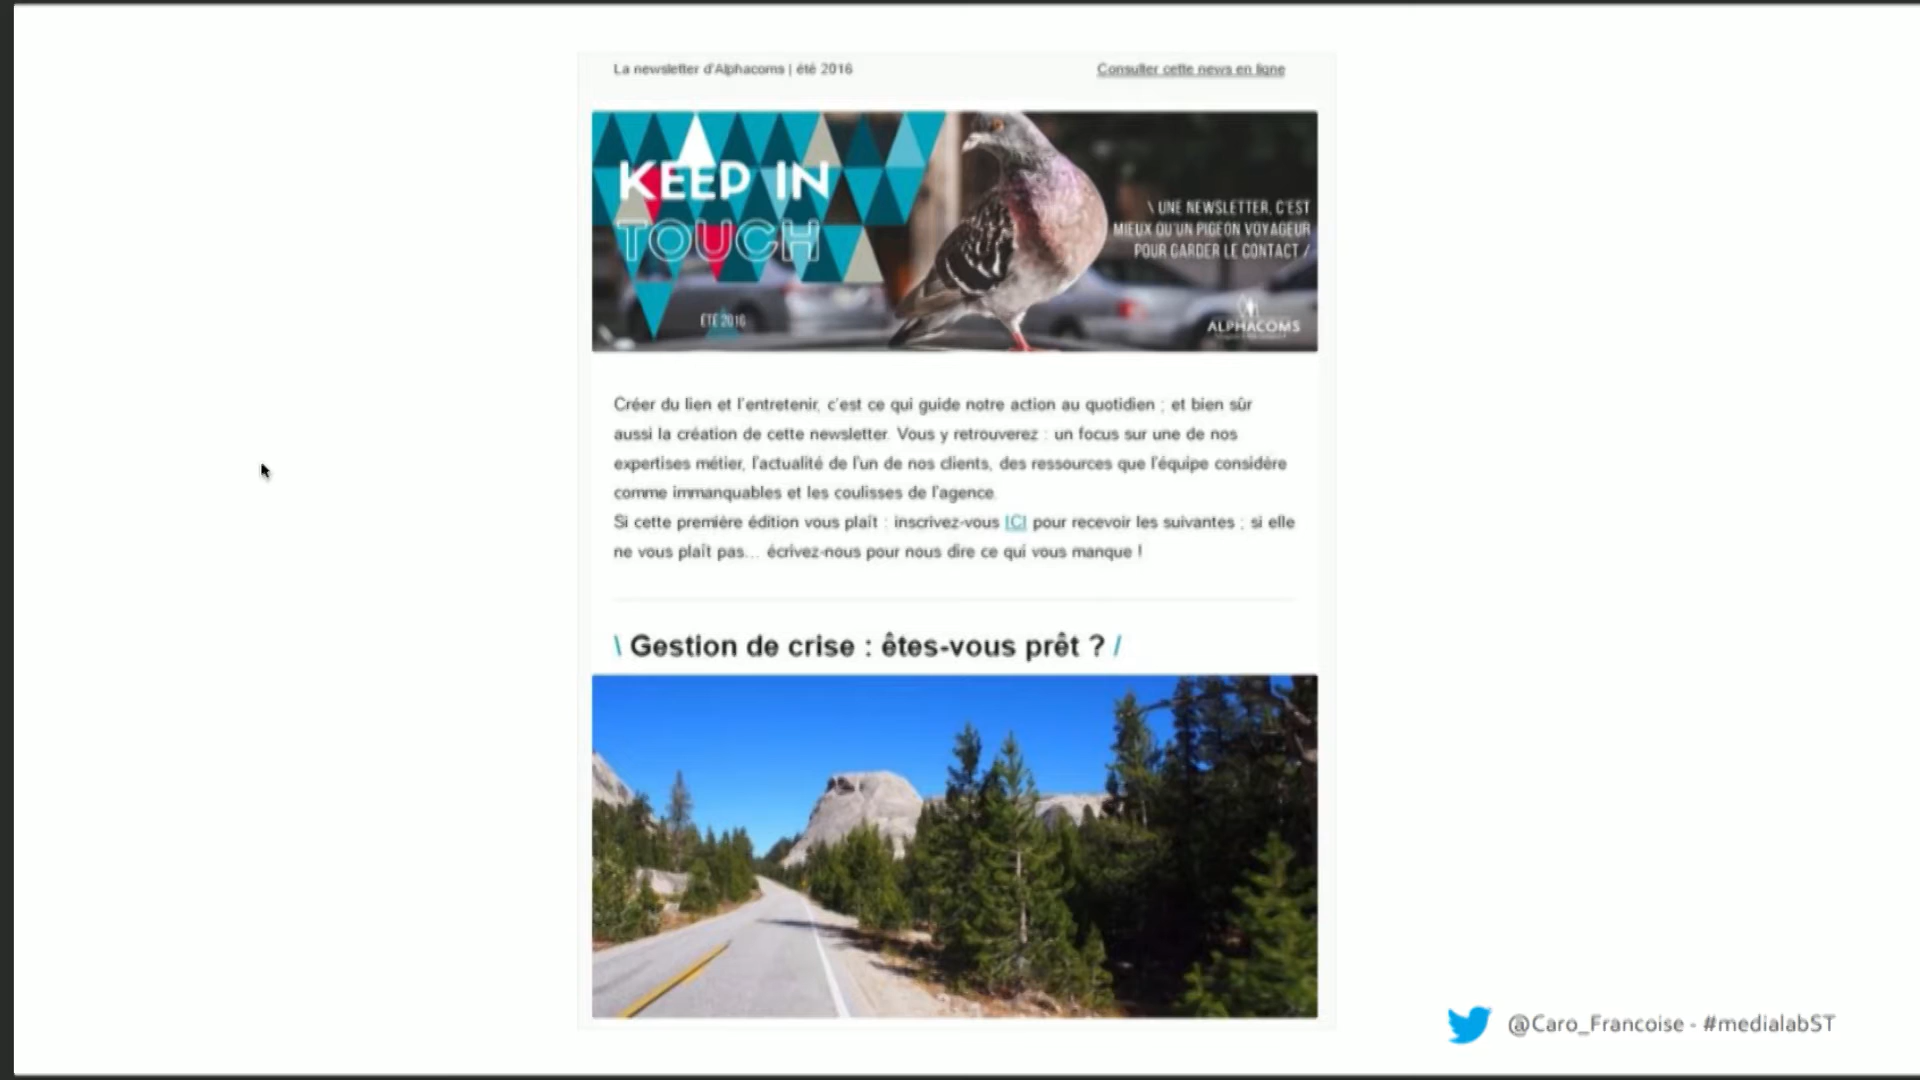 La newsletter d'Alphacoms | été 2016
Consulter cette news en ligne
KEEP IN
TOUCH
\ UNE NEWSLETTER, C'EST
MIEUX QU'UN PIGEON VOYAGEUR
POUR GARDER LE CONTACT /
ÉTÉ 2016
ALPHACOMS
Créer du lien et l'entretenir, c'est ce qui guide notre action au quotidien ; et bien sûr
aussi la création de cette newsletter. Vous y retrouverez : un focus sur une de nos
expertises métier, l'actualité de l'un de nos clients, des ressources que l'équipe considère
comme immanquables et les coulisses de l'agence.
Si cette première édition vous plaît : inscrivez-vous ICI pour recevoir les suivantes ; si elle
ne vous plaît pas... écrivez-nous pour nous dire ce qui vous manque !
\ Gestion de crise : êtes-vous prêt ? /
@Caro_Francoise - #medialabST